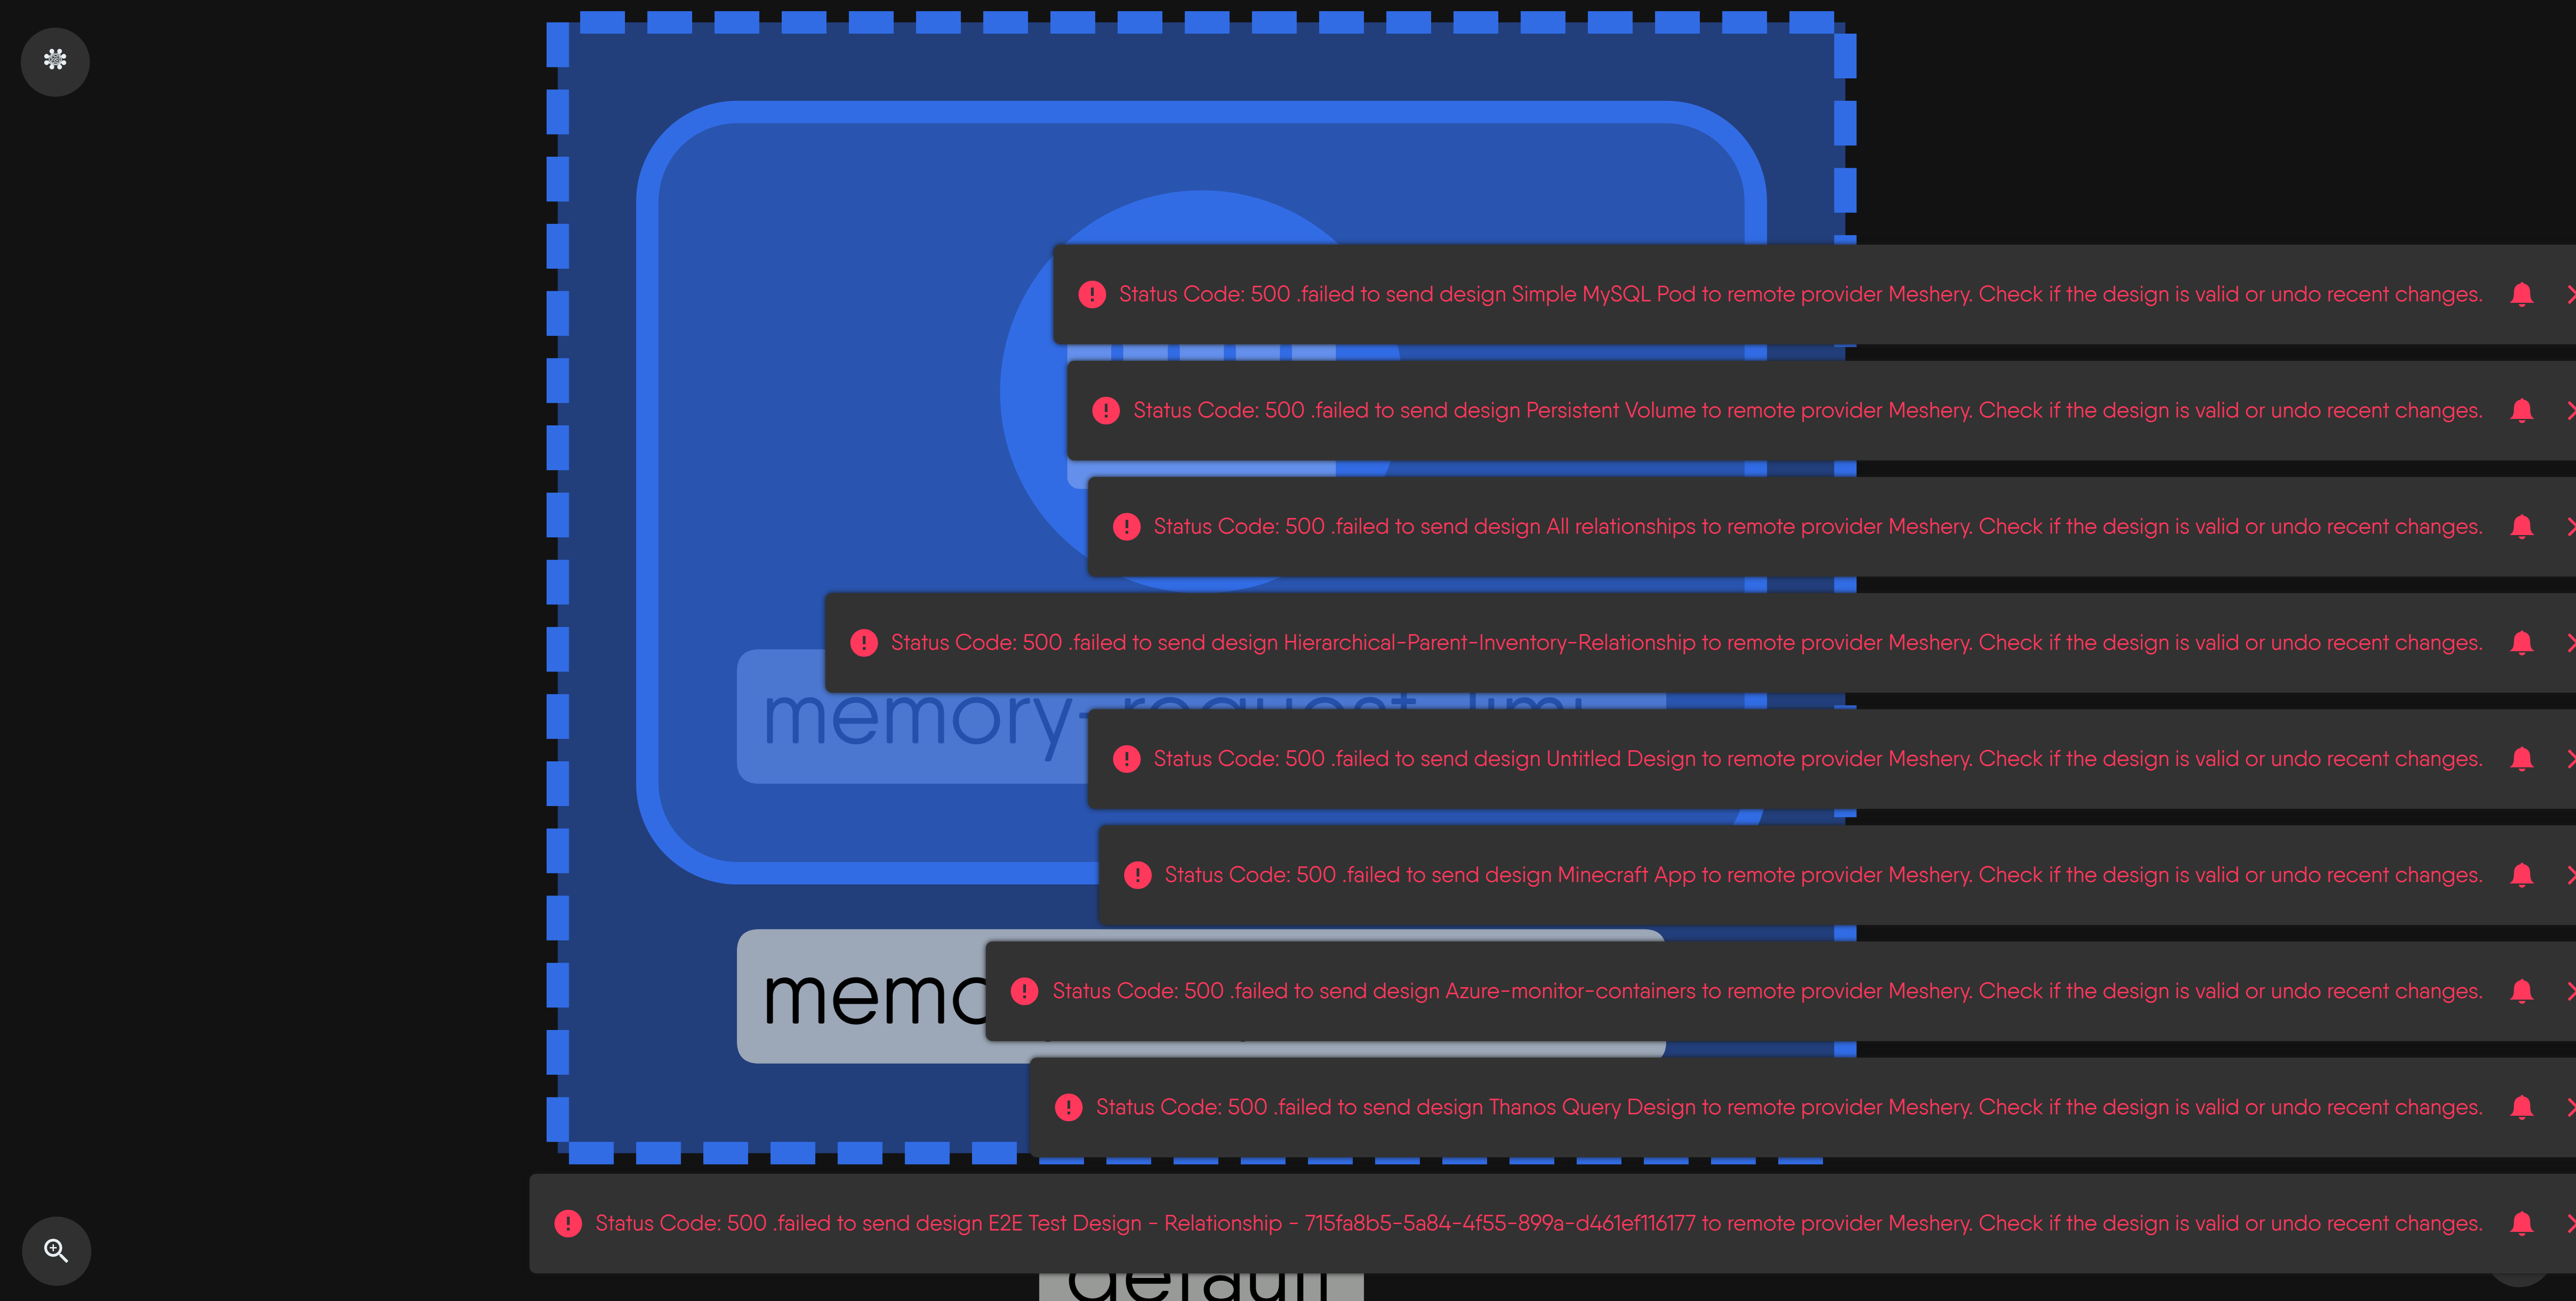 Status Code: 500 .failed to send design Simple MySQL Pod to remote provider Meshery. Check if the design is valid or undo recent changes.
Status Code: 500 .failed to send design Persistent Volume to remote provider Meshery. Check if the design is valid or undo recent changes.
Status Code: 500 .failed to send design All relationships to remote provider Meshery. Check if the design is valid or undo recent changes.
Status Code: 500 .failed to send design Hierarchical-Parent-Inventory-Relationship to remote provider Meshery. Check if the design is valid or undo recent changes.
memory-request-limi
Status Code: 500 .failed to send design Untitled Design to remote provider Meshery. Check if the design is valid or undo recent changes.
Status Code: 500 .failed to send design Minecraft App to remote provider Meshery. Check if the design is valid or undo recent changes.
memo
Status Code: 500 .failed to send design Azure-monitor-containers to remote provider Meshery. Check if the design is valid or undo recent changes.
Status Code: 500 .failed to send design Thanos Query Design to remote provider Meshery. Check if the design is valid or undo recent changes.
Status Code: 500 .failed to send design E2E Test Design - Relationship - 715fa8b5-5a84-4f55-899a-d461ef116177 to remote provider Meshery. Check if the design is valid or undo recent changes.
default